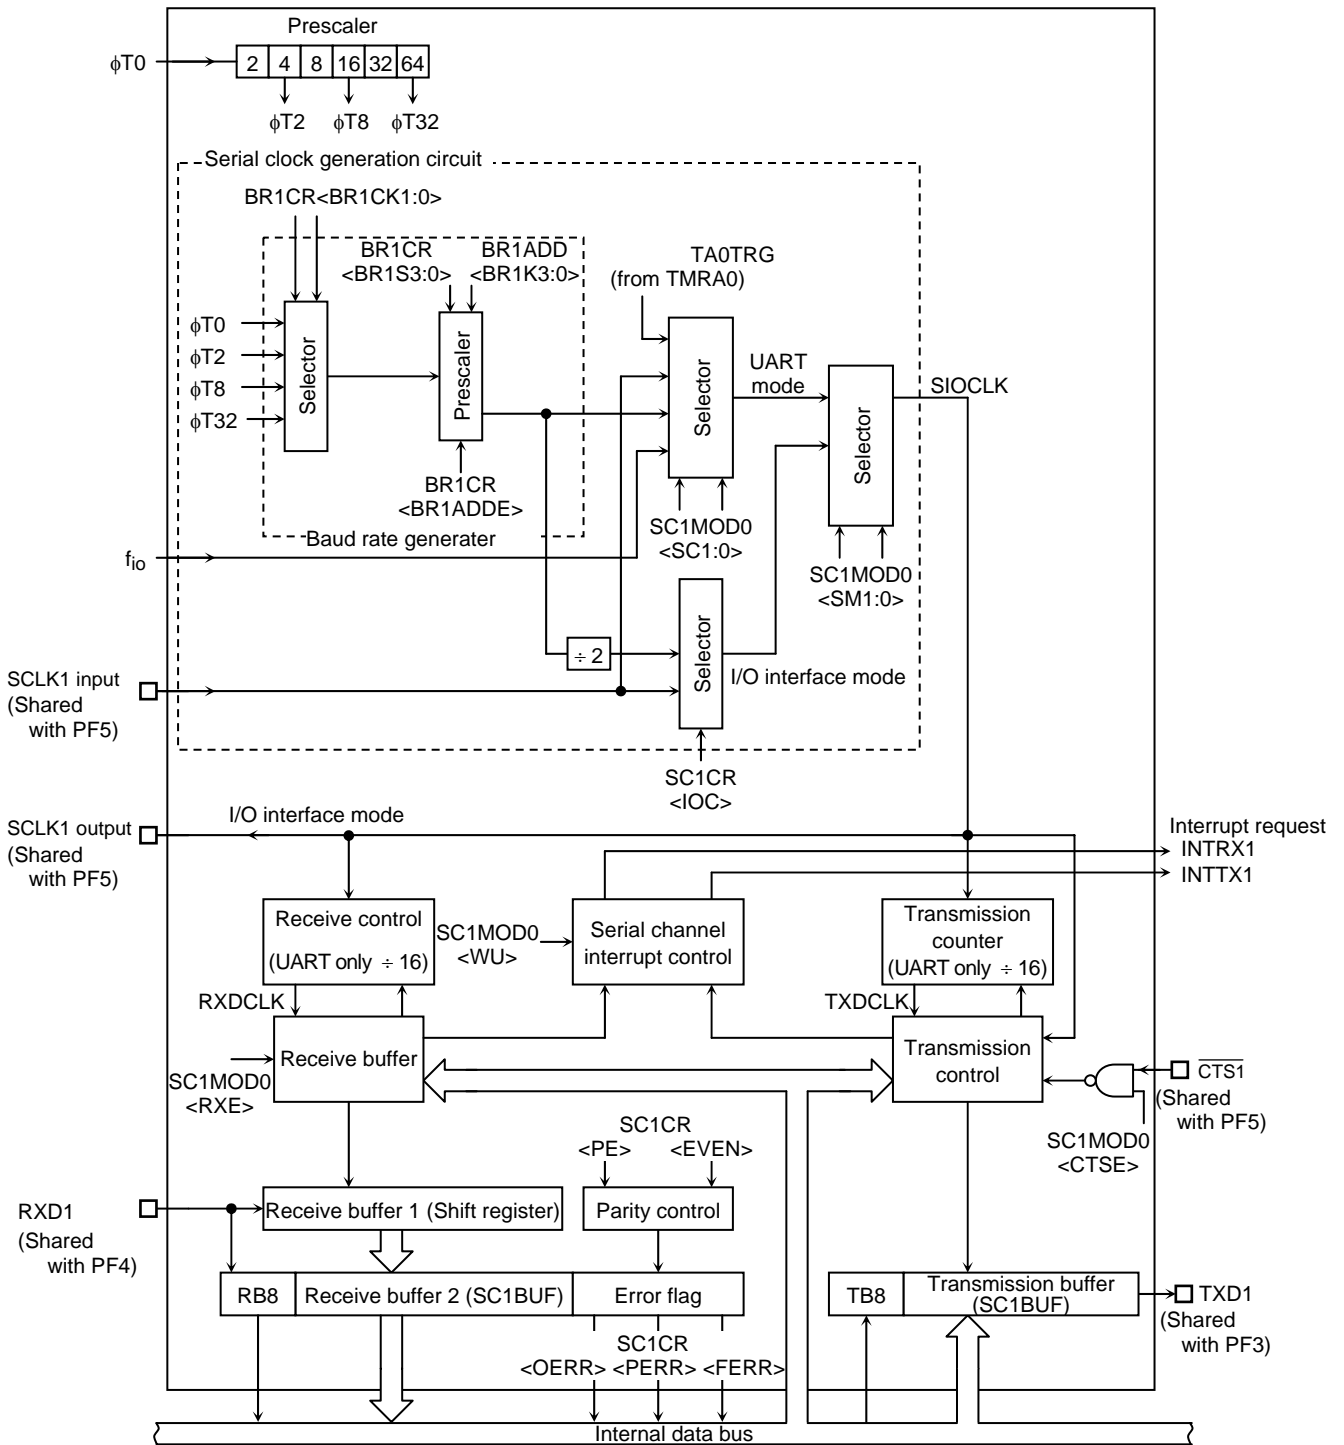 Prescaler
φT0
2 4 8 16 32 64
φT2 φT8 φT32
Serial clock generation circuit
BR1CR<BR1CK1:0>
BR1CR
<BR1S3:0>
BR1ADD
<BR1K3:0>
TA0TRG
(from TMRA0)
φT0
φT2
φT8
φT32
Selector
Prescaler
Selector
UART
mode
Selector
SIOCLK
BR1CR
<BR1ADDE>
Baud rate generater
SC1MOD0
<SC1:0>
fio
SC1MOD0
<SM1:0>
÷ 2
Selector
I/O interface mode
SCLK1 input
(Shared
with PF5)
SC1CR
<IOC>
SCLK1 output
(Shared
with PF5)
I/O interface mode
Interrupt request
INTRX1
INTTX1
Receive control
(UART only ÷ 16)
SC1MOD0
<WU>
Serial channel
interrupt control
Transmission
counter
(UART only ÷ 16)
RXDCLK
TXDCLK
Receive buffer
SC1MOD0
<RXE>
Transmission
control
CTS1
(Shared
with PF5)
SC1MOD0
<CTSE>
SC1CR
<PE> <EVEN>
RXD1
(Shared
with PF4)
Receive buffer 1 (Shift register)
Parity control
RB8
Receive buffer 2 (SC1BUF)
Error flag
TB8
Transmission buffer
(SC1BUF)
TXD1
(Shared
with PF3)
SC1CR
<OERR> <PERR> <FERR>
Internal data bus